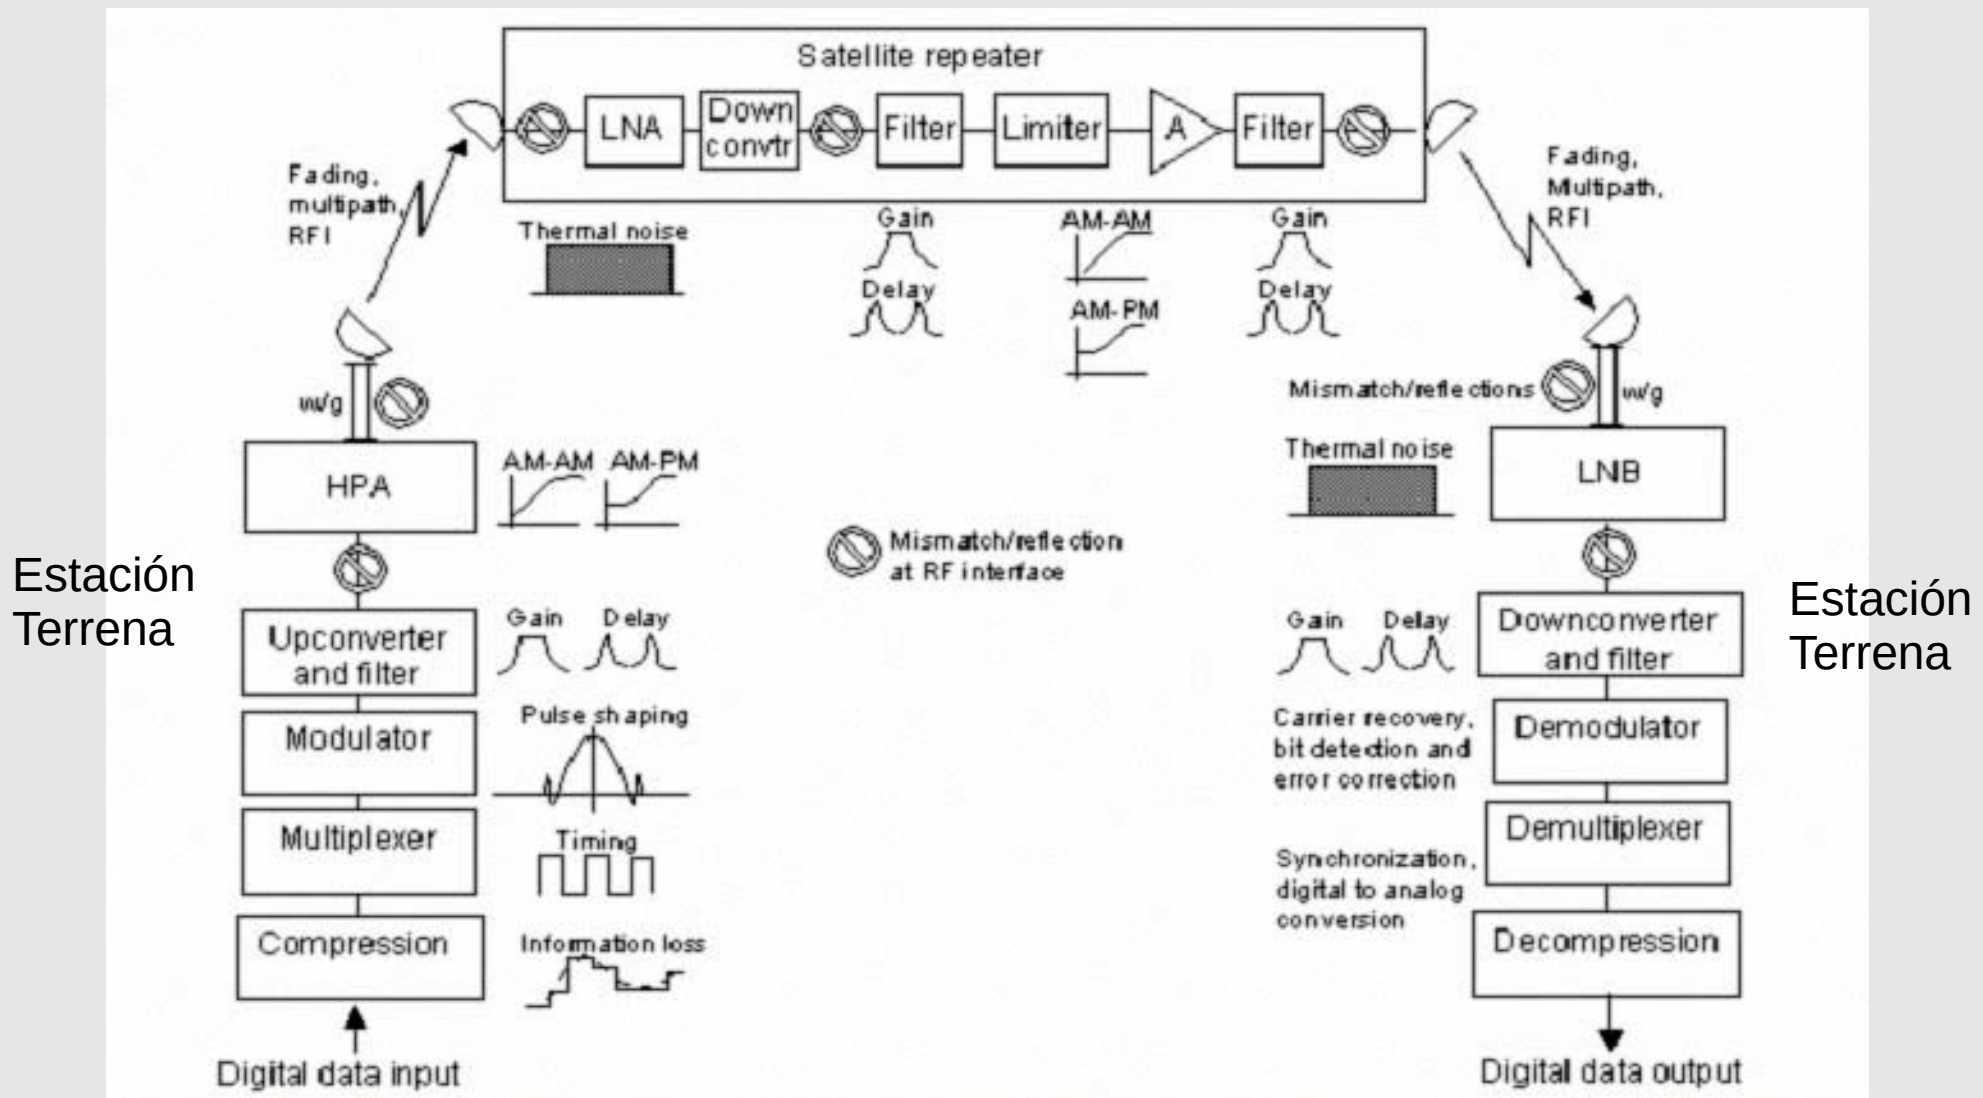 Satellite repeater
LNA
Down
convtr
Filter
Limiter
A
Filter
Fading,
multipath,
RFI
Fading,
Multipath,
RFI
Thermal noise
Gain
Delay
AM-AM
AM-PM
Gain
Delay
w/g
Mismatch/reflections
w/g
HPA
AM-AM
AM-PM
Thermal noise
LNB
Mismatch/reflection
at RF interface
Estación
Terrena
Estación
Terrena
Upconverter
and filter
Gain
Delay
Gain
Delay
Downconverter
and filter
Modulator
Pulse shaping
Carrier recovery,
bit detection and
error correction
Demodulator
Multiplexer
Timing
Demultiplexer
Synchronization,
digital to analog
conversion
Compression
Information loss
Decompression
Digital data input
Digital data output